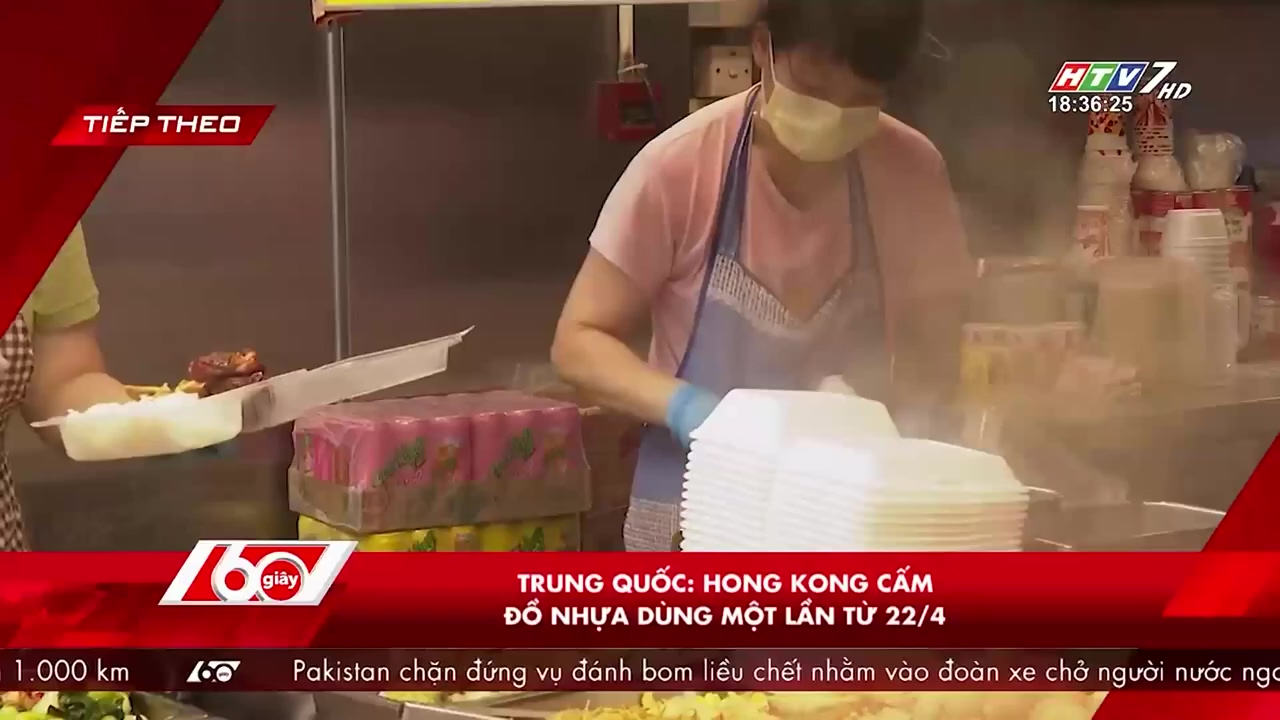 HTV7 HD
18:36:25
TIẾP THEO
60 giây
TRUNG QUỐC: HONG KONG CẤM
ĐỒ NHỰA DÙNG MỘT LẦN TỪ 22/4
1.000 km
60 giây
Pakistan chặn đứng vụ đánh bom liều chết nhằm vào đoàn xe chở người nước